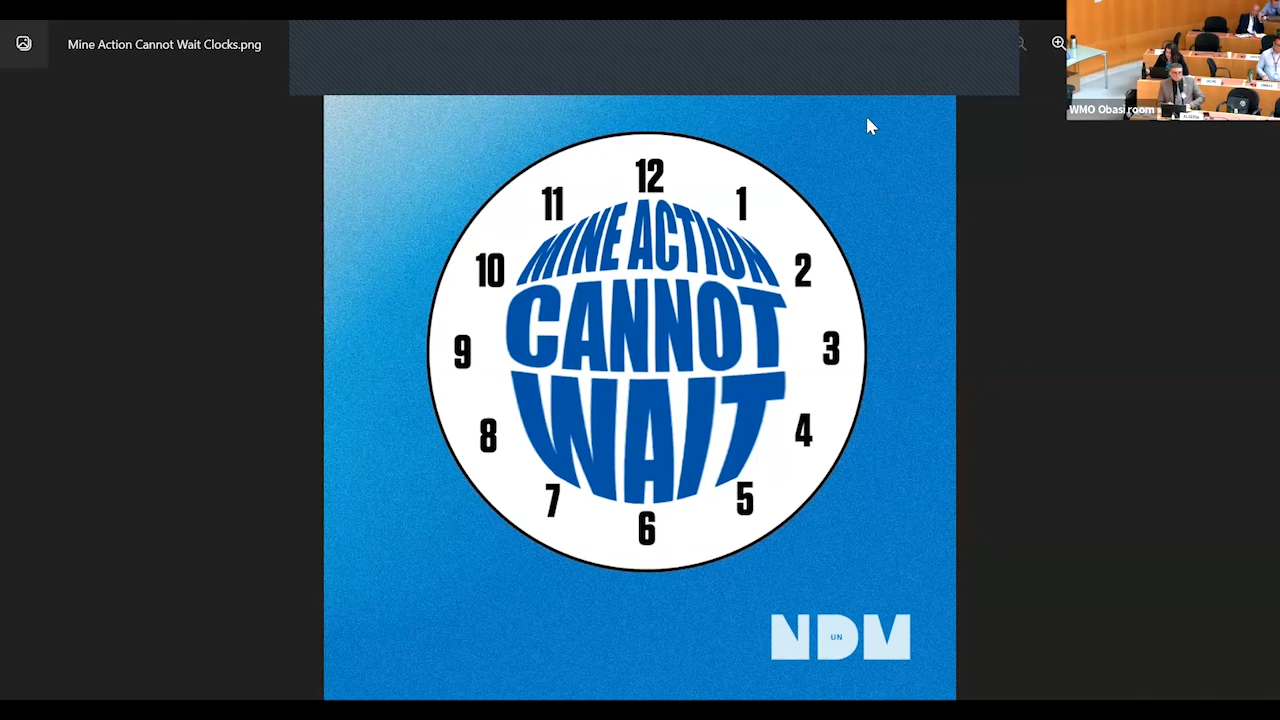 Mine Action Cannot Wait Clocks.png
WMO Obasi room
12
11
1
10
2
9
3
8
4
7
5
6
MINE ACTION
CANNOT
WAIT
NDM
UN
ALGERIA